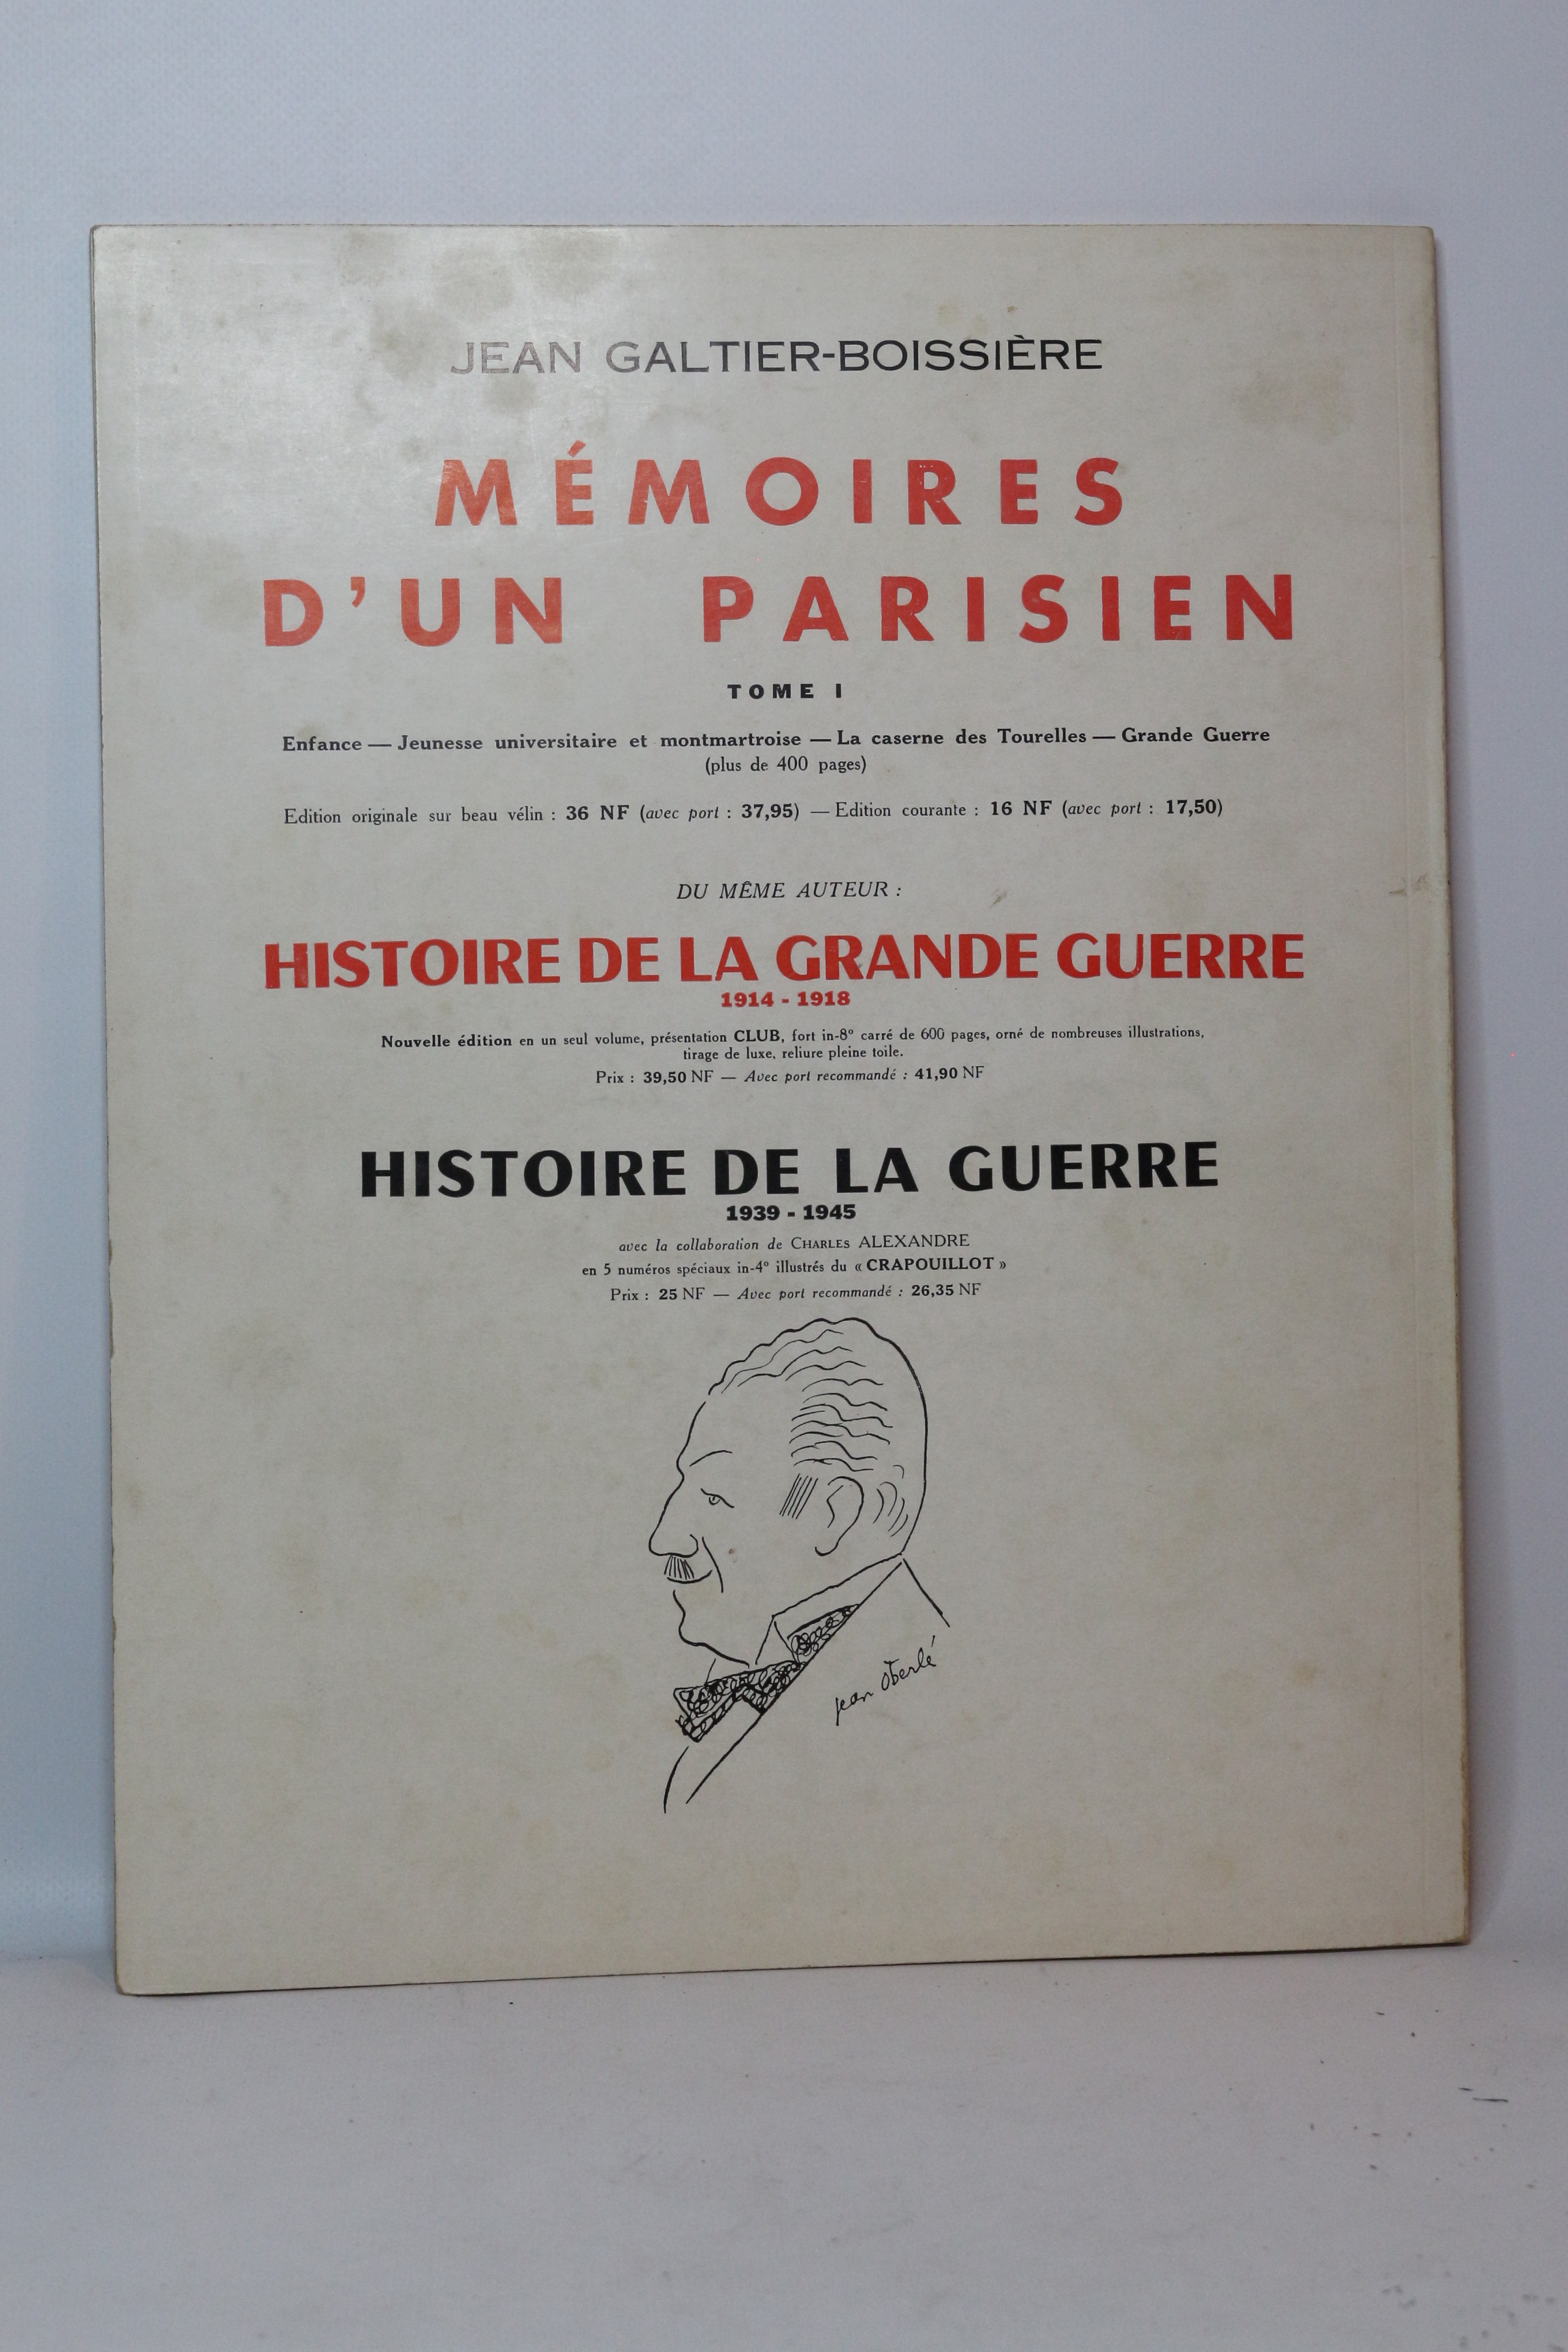 JEAN GALTIER-BOISSIÈRE
MÉMOIRES
D'UN PARISIEN
TOME I
Enfance — Jeunesse universitaire et montmartroise — La caserne des Tourelles — Grande Guerre
(plus de 400 pages)
Edition originale sur beau vélin : 36 NF (avec port : 37,95) — Edition courante : 16 NF (avec port : 17,50)
DU MÊME AUTEUR :
HISTOIRE DE LA GRANDE GUERRE
1914 - 1918
Nouvelle édition en un seul volume, présentation CLUB, fort in-8° carré de 600 pages, orné de nombreuses illustrations,
tirage de luxe, reliure pleine toile.
Prix : 39,50 NF — Avec port recommandé : 41,90 NF
HISTOIRE DE LA GUERRE
1939 - 1945
avec la collaboration de CHARLES ALEXANDRE
en 5 numéros spéciaux in-4° illustrés du « CRAPOUILLOT »
Prix : 25 NF — Avec port recommandé : 26,35 NF
jean oberlé